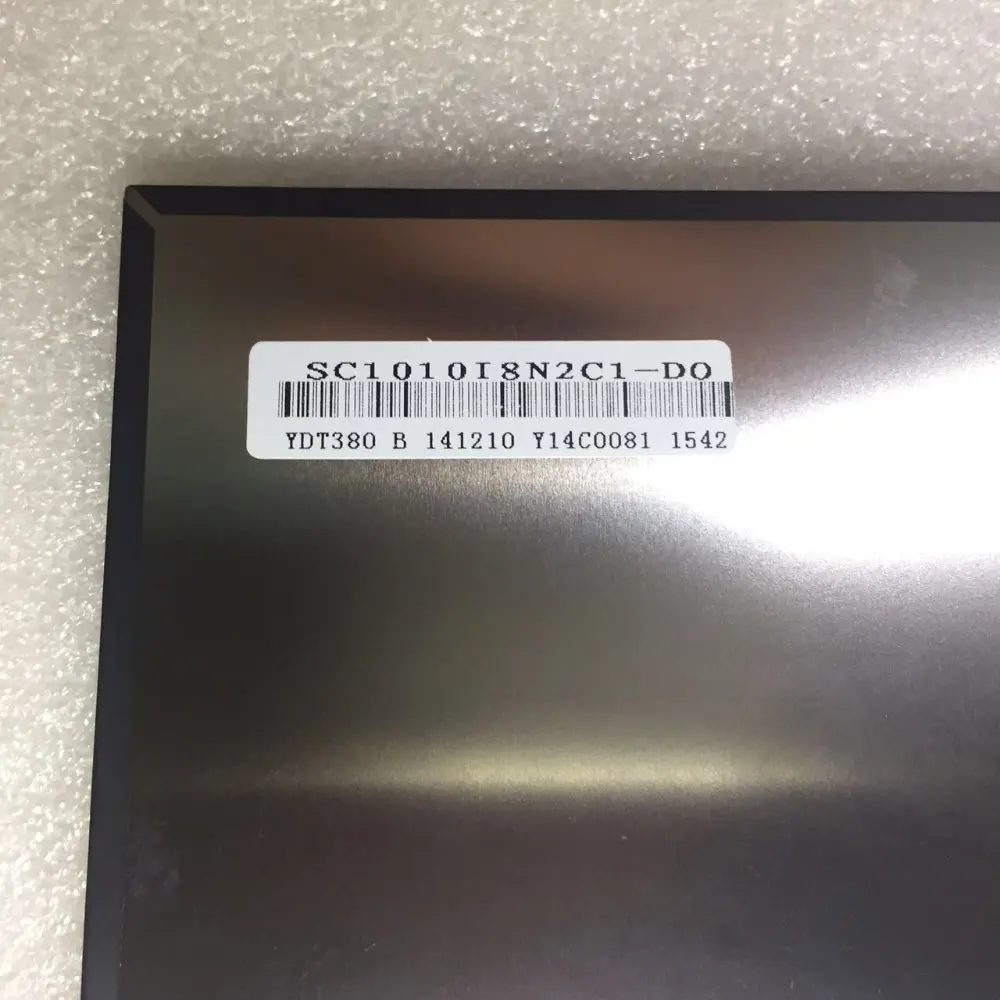 SC1010I8N2C1-DO
YDT380 B 141210 Y14C0081 1542